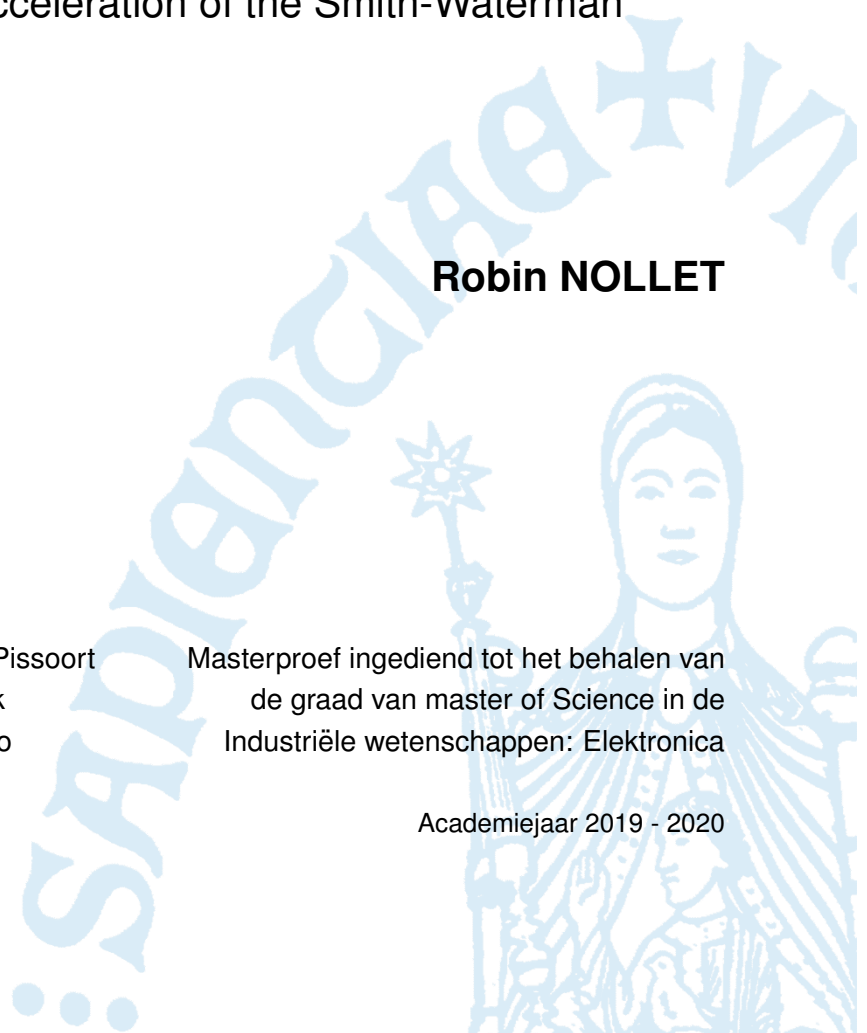 cceleration of the Smith-Waterman
Robin NOLLET
Pissoort
k
o
Masterproef ingediend tot het behalen van
de graad van master of Science in de
Industriële wetenschappen: Elektronica
Academiejaar 2019 - 2020
SAPIENTIAE